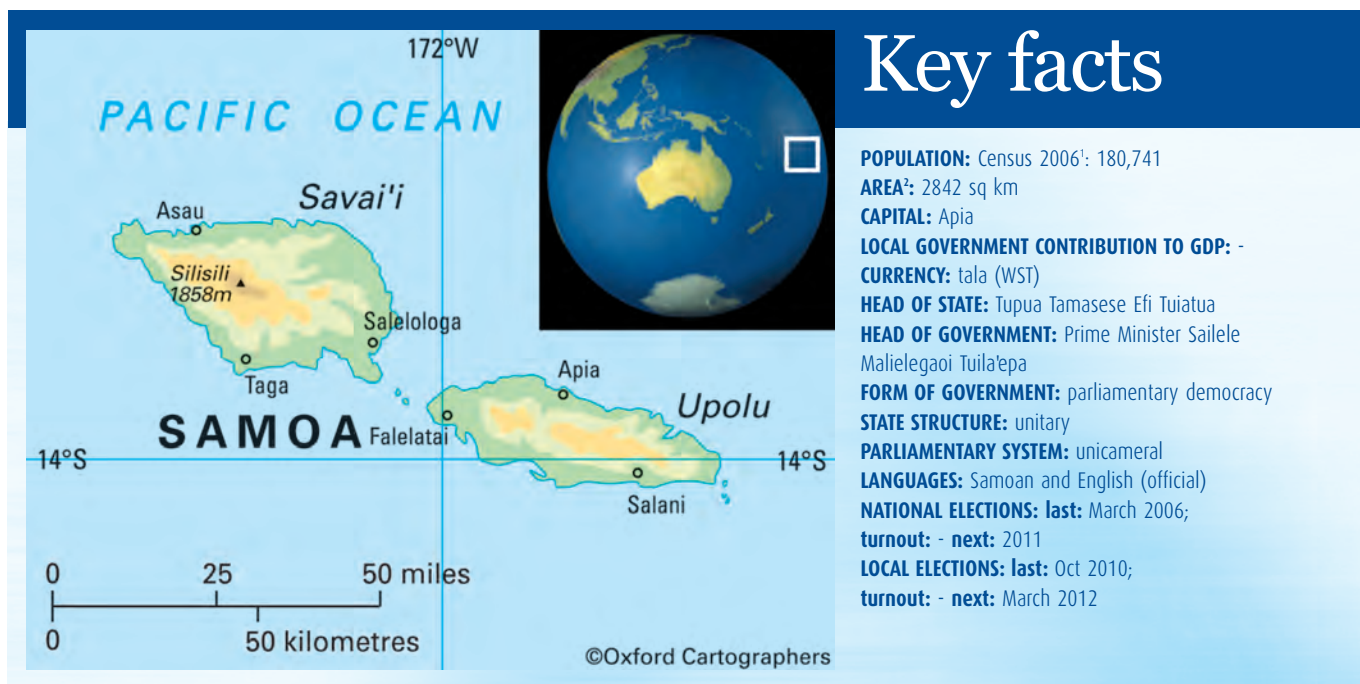 172°W
PACIFIC OCEAN
Savai'i
Asau
Silisili
1858m
Salelologa
Taga
Apia
Upolu
SAMOA
Falelatai
14°S
14°S
Salani
0 25 50 miles
0 50 kilometres
©Oxford Cartographers
Key facts
POPULATION: Census 2006¹: 180,741
AREA²: 2842 sq km
CAPITAL: Apia
LOCAL GOVERNMENT CONTRIBUTION TO GDP: -
CURRENCY: tala (WST)
HEAD OF STATE: Tupua Tamasese Efi Tuiatua
HEAD OF GOVERNMENT: Prime Minister Sailele
Malielegaoi Tuila'epa
FORM OF GOVERNMENT: parliamentary democracy
STATE STRUCTURE: unitary
PARLIAMENTARY SYSTEM: unicameral
LANGUAGES: Samoan and English (official)
NATIONAL ELECTIONS: last: March 2006;
turnout: - next: 2011
LOCAL ELECTIONS: last: Oct 2010;
turnout: - next: March 2012